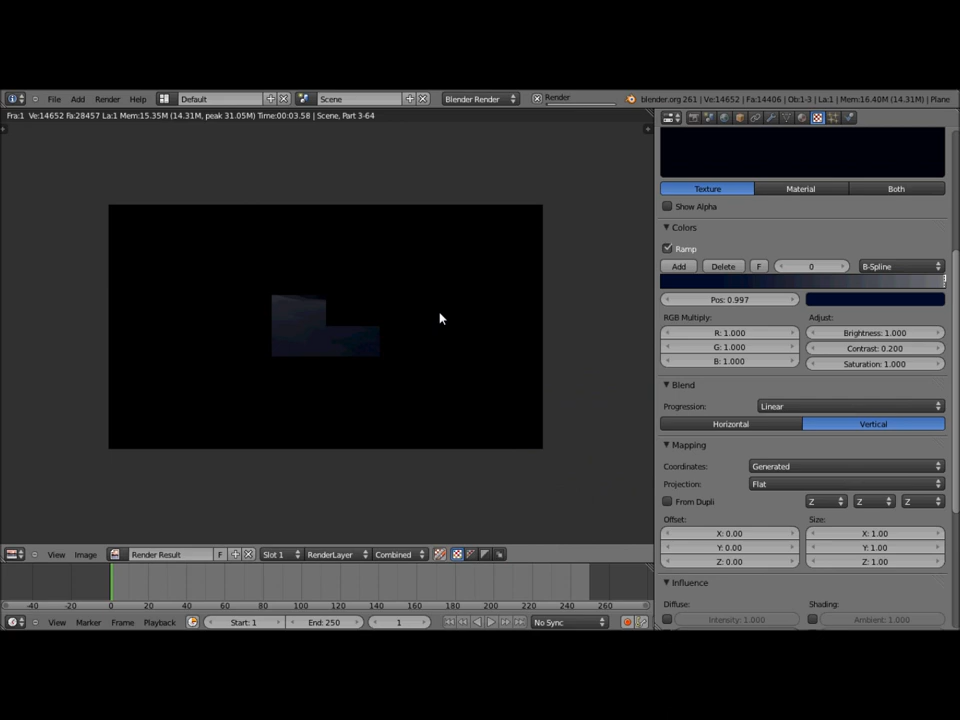 File Add Render Help Default Scene Blender Render Render blender.org 261 | Ve:14652 | Fa:14406 | Ob:1-3 | La:1 | Mem:16.40M (14.31M) | Plane
Fra:1 Ve:14652 Fa:28457 La:1 Mem:15.35M (14.31M, peak 31.05M) Time:00:03.58 | Scene, Part 3-64
Texture Material Both
Show Alpha
Colors
Ramp
Add Delete F 0 B-Spline
Pos: 0.997
RGB Multiply: Adjust:
R: 1.000 Brightness: 1.000
G: 1.000 Contrast: 0.200
B: 1.000 Saturation: 1.000
Blend
Progression: Linear
Horizontal Vertical
Mapping
Coordinates: Generated
Projection: Flat
From Dupli Z Z Z
Offset: Size:
X: 0.00 X: 1.00
Y: 0.00 Y: 1.00
Z: 0.00 Z: 1.00
Influence
Diffuse: Shading:
Intensity: 1.000 Ambient: 1.000
View Image Render Result F Slot 1 RenderLayer Combined
-40 -20 0 20 40 60 80 100 120 140 160 180 200 220 240 260
View Marker Frame Playback Start: 1 End: 250 1 No Sync